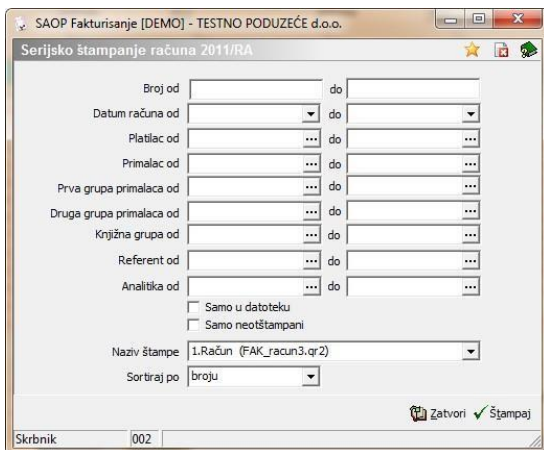 SAOP Fakturisanje [DEMO] - TESTNO PODUZEĆE d.o.o.
Serijsko štampanje računa 2011/RA
Broj od do
Datum računa od do
Platilac od do
Primalac od do
Prva grupa primalaca od do
Druga grupa primalaca od do
Knjižna grupa od do
Referent od do
Analitika od do
Samo u datoteku
Samo neotštampani
Naziv štampe 1.Račun (FAK_racun3.qr2)
Sortiraj po broju
Zatvori Štampaj
Skrbnik 002